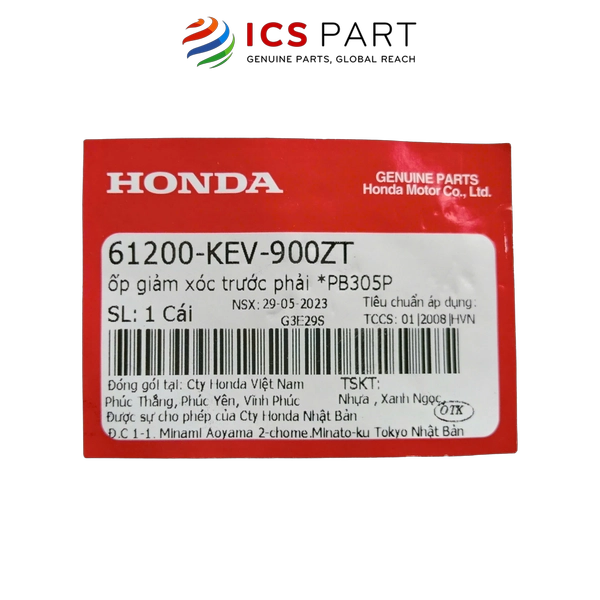 ICS PART
GENUINE PARTS, GLOBAL REACH
HONDA
GENUINE PARTS
Honda Motor Co., Ltd.
61200-KEV-900ZT
ốp giảm xóc trước phải *PB305P
SL: 1 Cái
NSX: 29-05-2023
G3E29S
Tiêu chuẩn áp dụng:
TCCS: 01|2008|HVN
Đóng gói tại: Cty Honda Việt Nam
Phúc Thắng, Phúc Yên, Vĩnh Phúc
TSKT:
Nhựa , Xanh Ngọc,
Được sự cho phép của Cty Honda Nhật Bản
OTK
Đ.C 1-1. Minami Aoyama 2-chome.Minato-ku Tokyo Nhật Bản